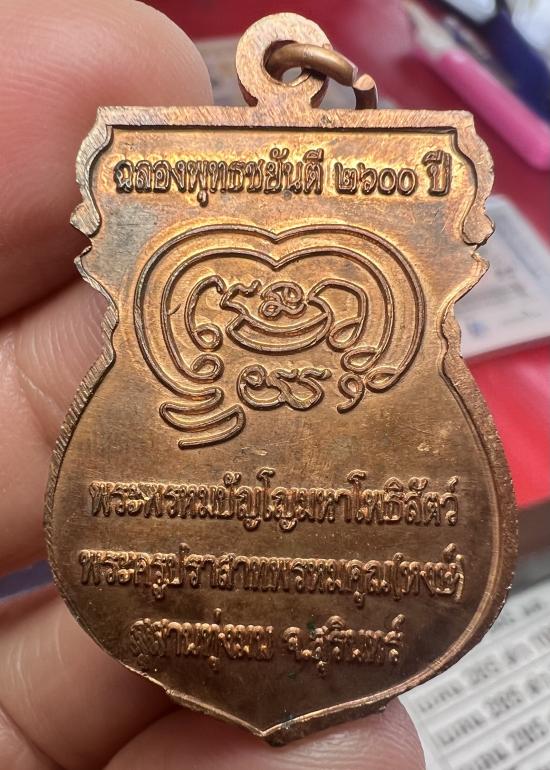 ฉลองพุทธชยันตี ๒๖๐๐ ปี
พระพรหมปัญโญมหาโพธิสัตว์
พระครูปราสาทพรหมคุณ(หงษ์)
สุสานทุ่งมน จ.สุรินทร์